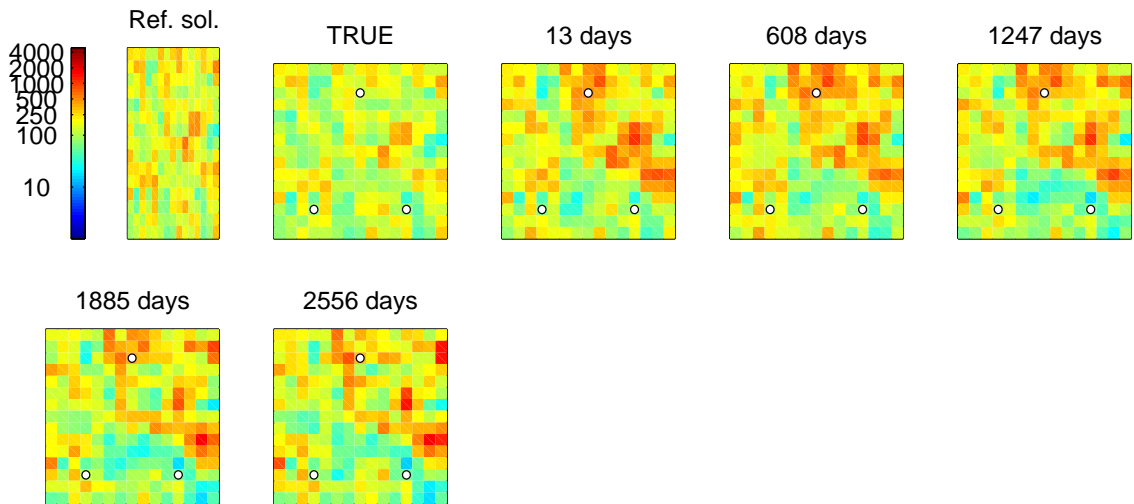 Ref. sol.
TRUE
13 days
608 days
1247 days
4000
2000
1000
500
250
100
10
1885 days
2556 days